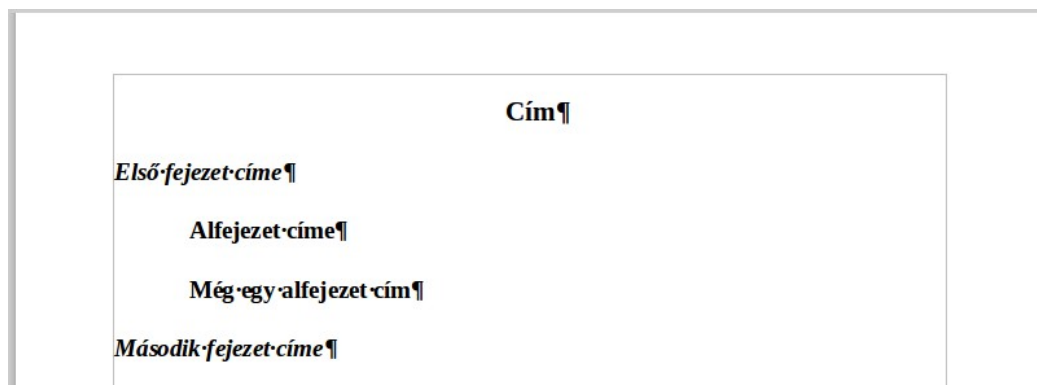 Cím¶
Első·fejezet·címe¶
Alfejezet·címe¶
Még·egy·alfejezet·cím¶
Második·fejezet·címe¶